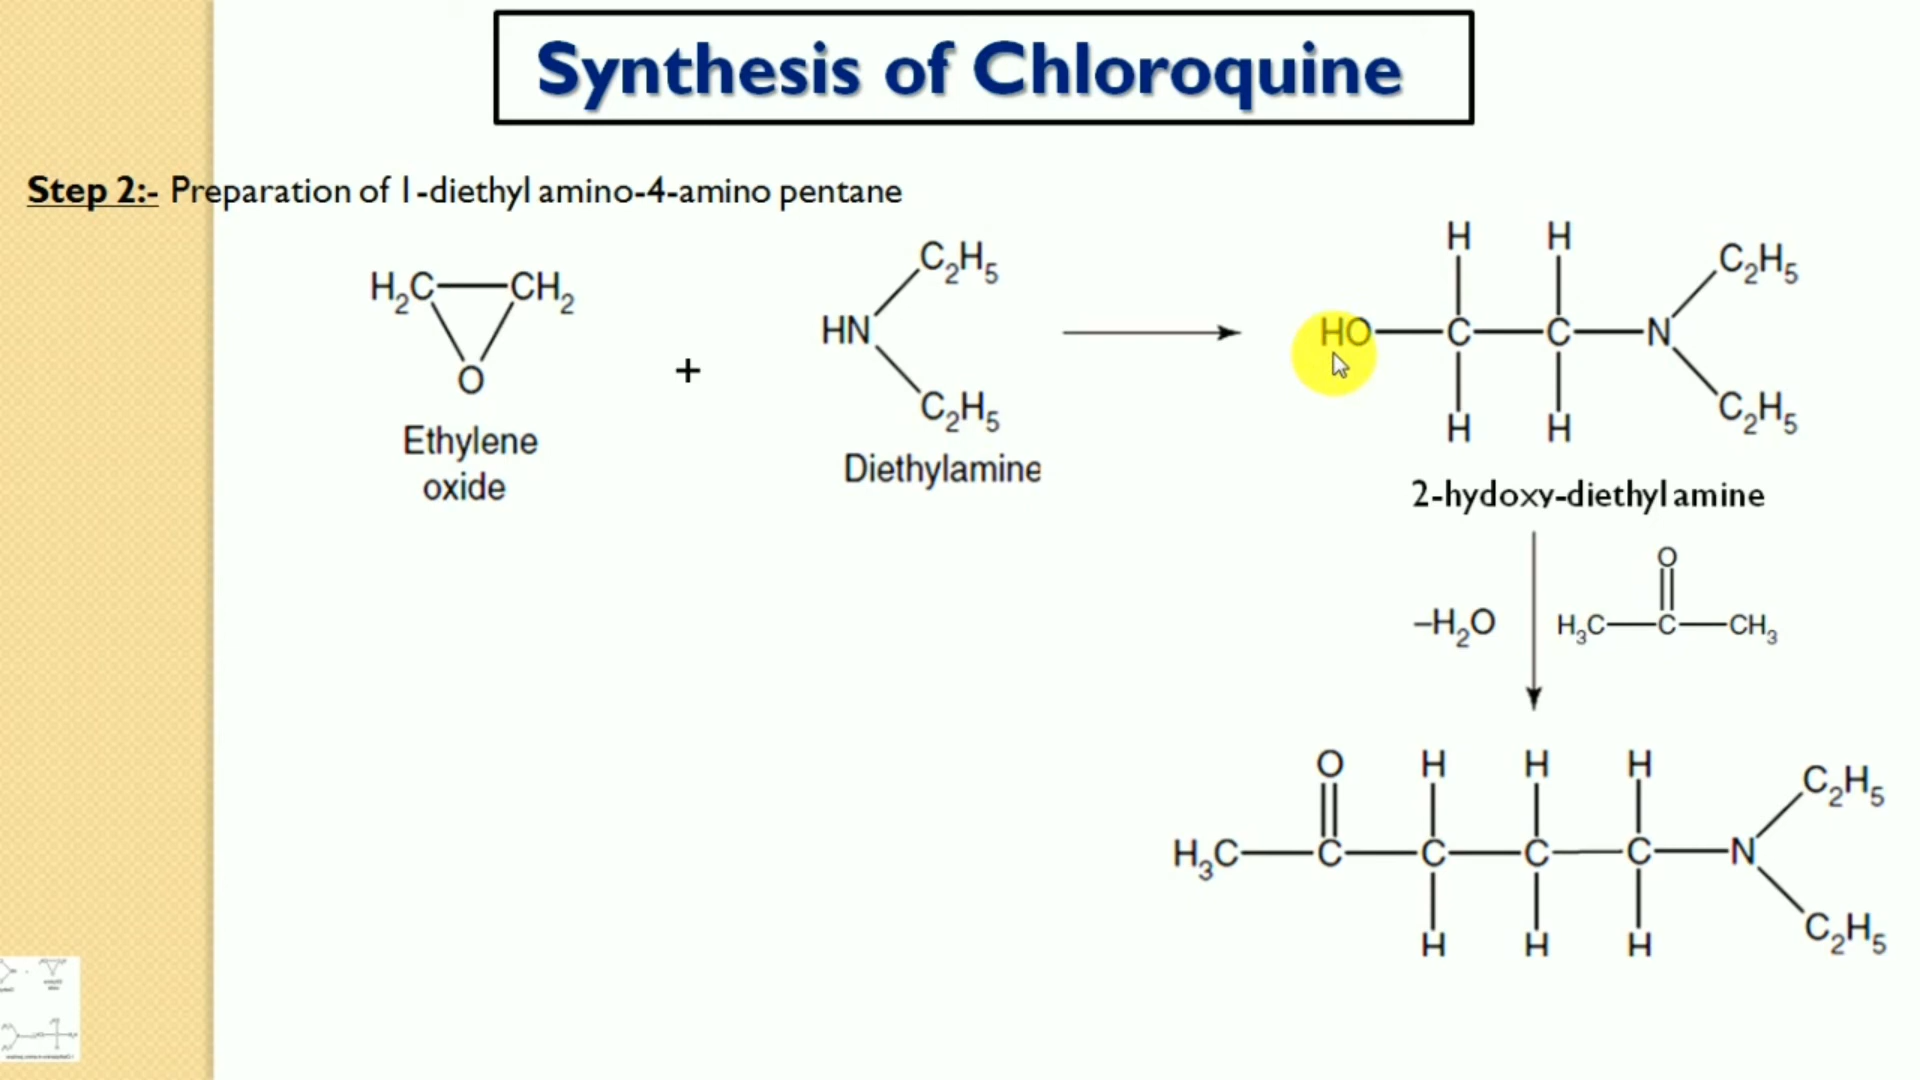 Synthesis of Chloroquine
Step 2:- Preparation of 1-diethyl amino-4-amino pentane
H₂C CH₂
O
Ethylene
oxide
+
C₂H₅
HN
C₂H₅
Diethylamine
H H
C₂H₅
HO C C N
H H
C₂H₅
2-hydoxy-diethyl amine
–H₂O
O
H₃C C CH₃
O H H H
C₂H₅
H₃C C C C C N
H H H
C₂H₅